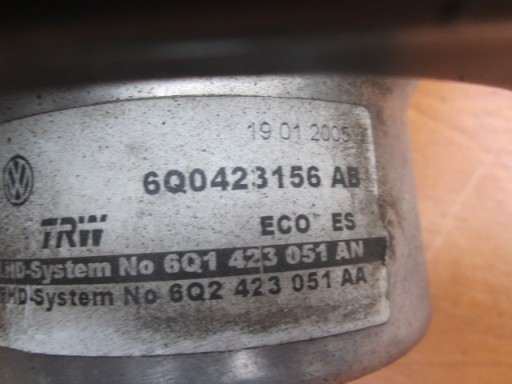 19 01 2005
VW
6Q0423156 AB
TRW ECO ES
LHD-System No 6Q1 423 051 AN
RHD-System No 6Q2 423 051 AA